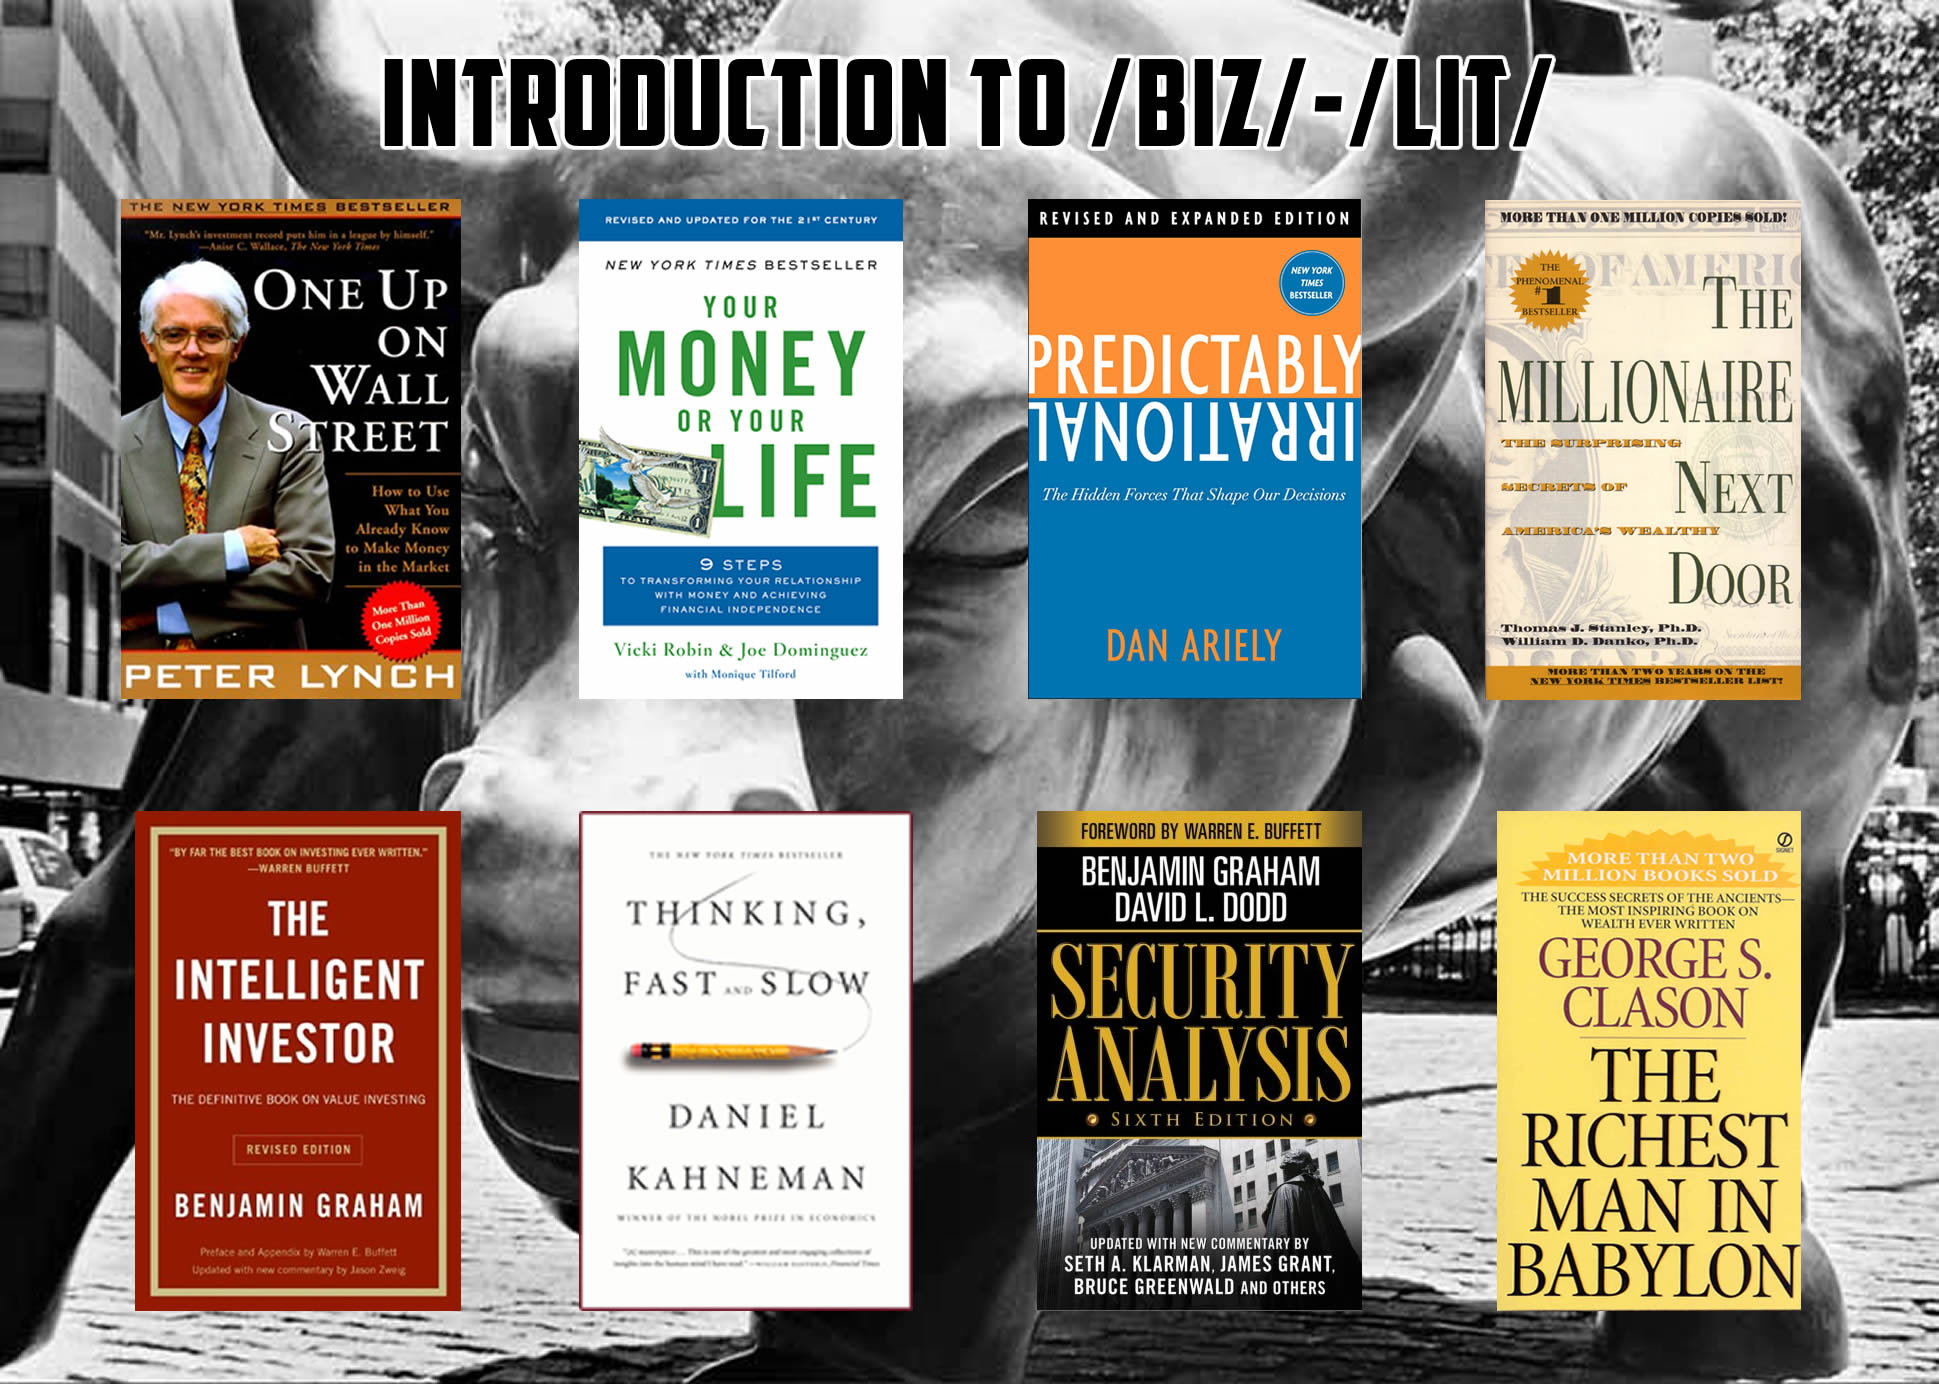 INTRODUCTION TO /BIZ/-/LIT/
THE NEW YORK TIMES BESTSELLER
"Mr. Lynch's investment record puts him in a league by himself."
—Anise C. Wallace, The New York Times
ONE UP
ON
WALL
STREET
How to Use
What You
Already Know
to Make Money
in the Market
More Than
One Million
Copies Sold
PETER LYNCH
REVISED AND UPDATED FOR THE 21ST CENTURY
NEW YORK TIMES BESTSELLER
YOUR
MONEY
OR YOUR
LIFE
9 STEPS
TO TRANSFORMING YOUR RELATIONSHIP
WITH MONEY AND ACHIEVING
FINANCIAL INDEPENDENCE
Vicki Robin & Joe Dominguez
with Monique Tilford
REVISED AND EXPANDED EDITION
NEW YORK
TIMES
BESTSELLER
PREDICTABLY
IRRATIONAL
The Hidden Forces That Shape Our Decisions
DAN ARIELY
MORE THAN ONE MILLION COPIES SOLD!
THE
PHENOMENAL
#1
BESTSELLER
THE
MILLIONAIRE
THE SURPRISING
NEXT
SECRETS OF
AMERICA'S WEALTHY
DOOR
Thomas J. Stanley, Ph.D.
William D. Danko, Ph.D.
MORE THAN TWO YEARS ON THE
NEW YORK TIMES BESTSELLER LIST!
"BY FAR THE BEST BOOK ON INVESTING EVER WRITTEN."
—WARREN BUFFETT
THE
INTELLIGENT
INVESTOR
THE DEFINITIVE BOOK ON VALUE INVESTING
REVISED EDITION
BENJAMIN GRAHAM
Preface and Appendix by Warren E. Buffett
Updated with new commentary by Jason Zweig
THE NEW YORK TIMES BESTSELLER
THINKING,
FAST AND SLOW
DANIEL
KAHNEMAN
WINNER OF THE NOBEL PRIZE IN ECONOMICS
FOREWORD BY WARREN E. BUFFETT
BENJAMIN GRAHAM
DAVID L. DODD
SECURITY
ANALYSIS
SIXTH EDITION
UPDATED WITH NEW COMMENTARY BY
SETH A. KLARMAN, JAMES GRANT,
BRUCE GREENWALD AND OTHERS
SIGNET
MORE THAN TWO
MILLION BOOKS SOLD
THE SUCCESS SECRETS OF THE ANCIENTS—
THE MOST INSPIRING BOOK ON
WEALTH EVER WRITTEN
GEORGE S.
CLASON
THE
RICHEST
MAN IN
BABYLON